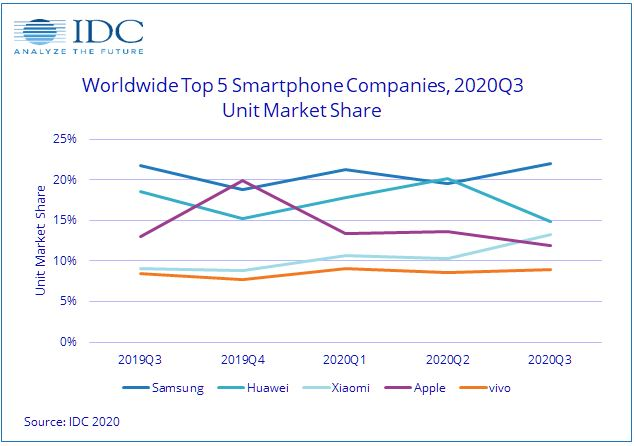 IDC
ANALYZE THE FUTURE
Worldwide Top 5 Smartphone Companies, 2020Q3
Unit Market Share
Unit Market Share
25%
20%
15%
10%
5%
0%
2019Q3 2019Q4 2020Q1 2020Q2 2020Q3
Samsung Huawei Xiaomi Apple vivo
Source: IDC 2020